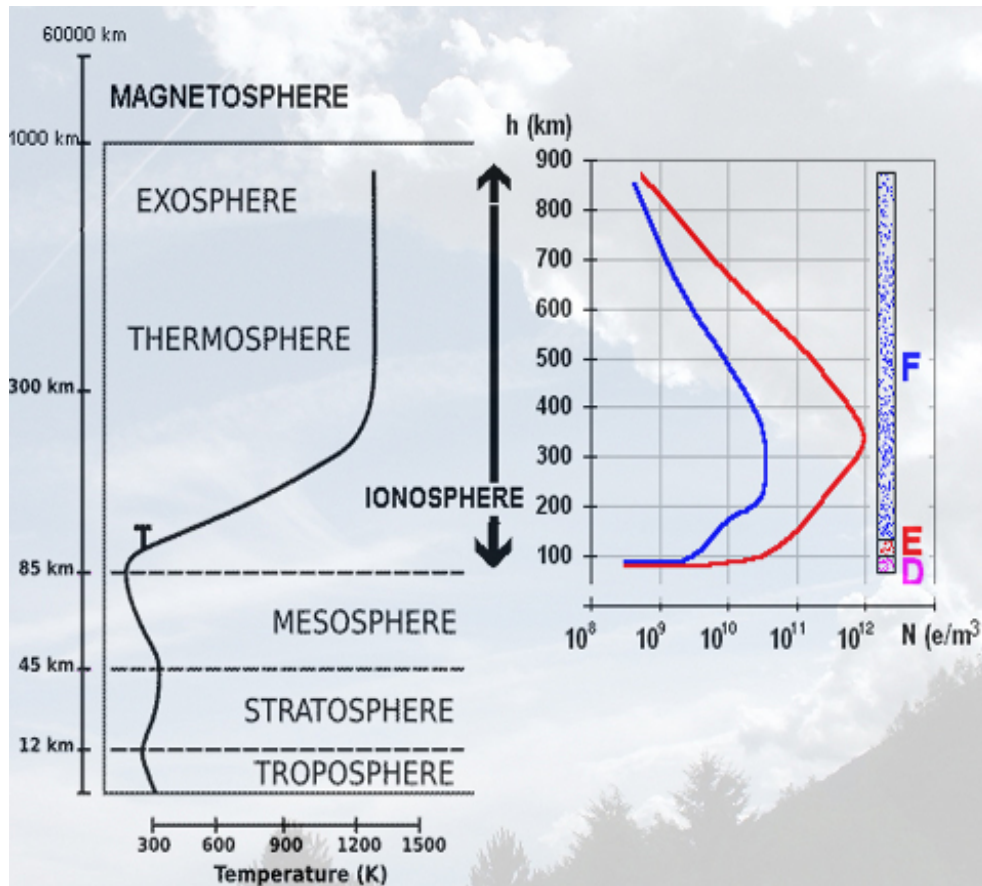 60000 km
MAGNETOSPHERE
1000 km
EXOSPHERE
THERMOSPHERE
300 km
IONOSPHERE
T
85 km
MESOSPHERE
45 km
STRATOSPHERE
12 km
TROPOSPHERE
300 600 900 1200 1500
Temperature (K)
h (km)
900
800
700
600
500
400
300
200
100
F
E
D
10⁸ 10⁹ 10¹⁰ 10¹¹ 10¹² N (e/m³